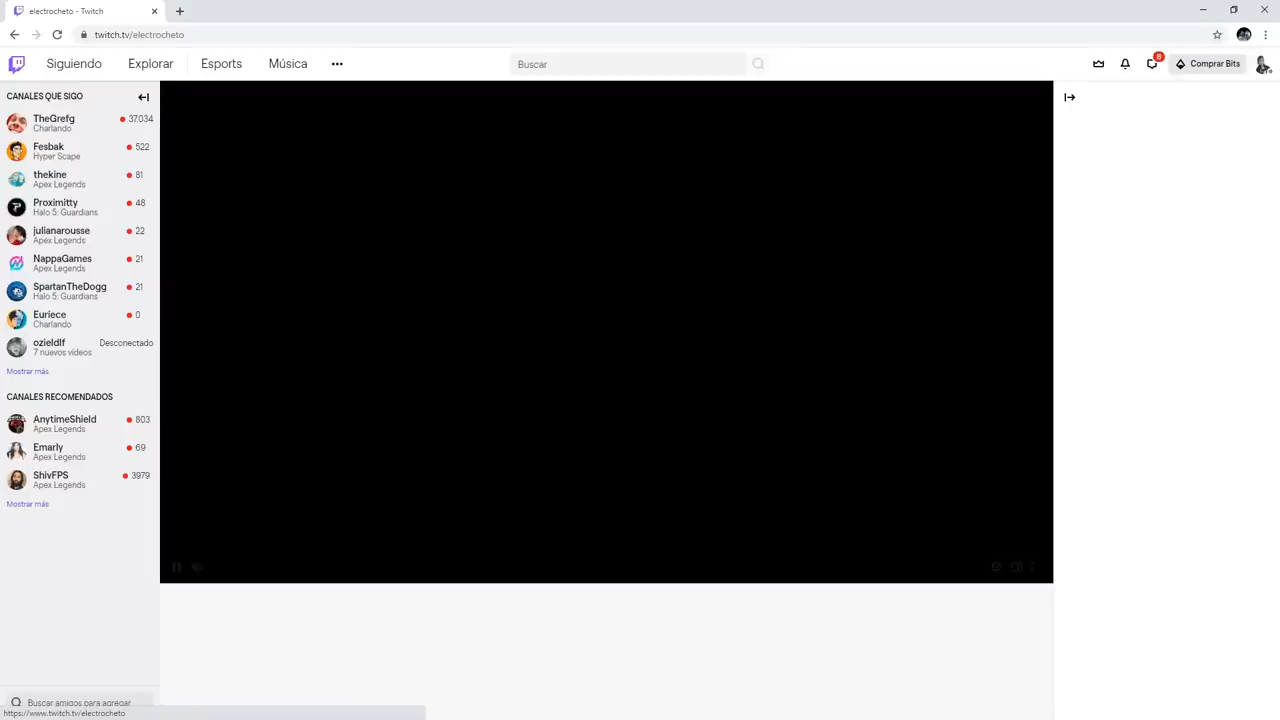 electrocheto - Twitch
twitch.tv/electrocheto
Siguiendo
Explorar
Esports
Música
Buscar
8
Comprar Bits
CANALES QUE SIGO
TheGrefg
37.034
Charlando
Fesbak
522
Hyper Scape
thekine
81
Apex Legends
Proximitty
48
Halo 5: Guardians
julianarousse
22
Apex Legends
NappaGames
21
Apex Legends
SpartanTheDogg
21
Halo 5: Guardians
Euriece
0
Charlando
ozieldlf
Desconectado
7 nuevos vídeos
Mostrar más
CANALES RECOMENDADOS
AnytimeShield
803
Apex Legends
Emarly
69
Apex Legends
ShivFPS
3979
Apex Legends
Mostrar más
Buscar amigos para agregar
https://www.twitch.tv/electrocheto